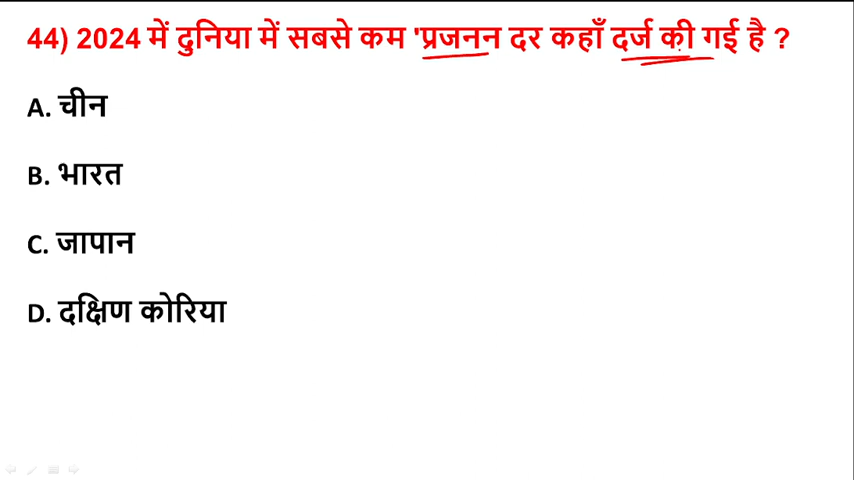 44) 2024 में दुनिया में सबसे कम 'प्रजनन दर कहाँ दर्ज की गई है ?
A. चीन
B. भारत
C. जापान
D. दक्षिण कोरिया